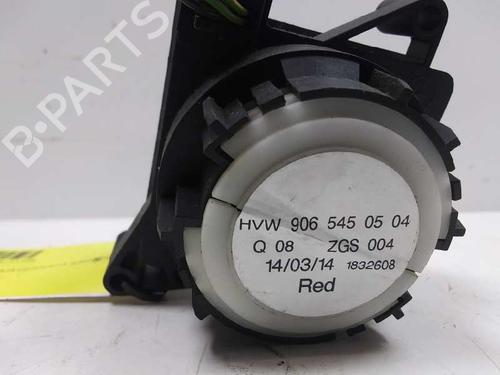 B-PARTS
HVW 906 545 05 04
Q 08 ZGS 004
14/03/14 1832608
Red